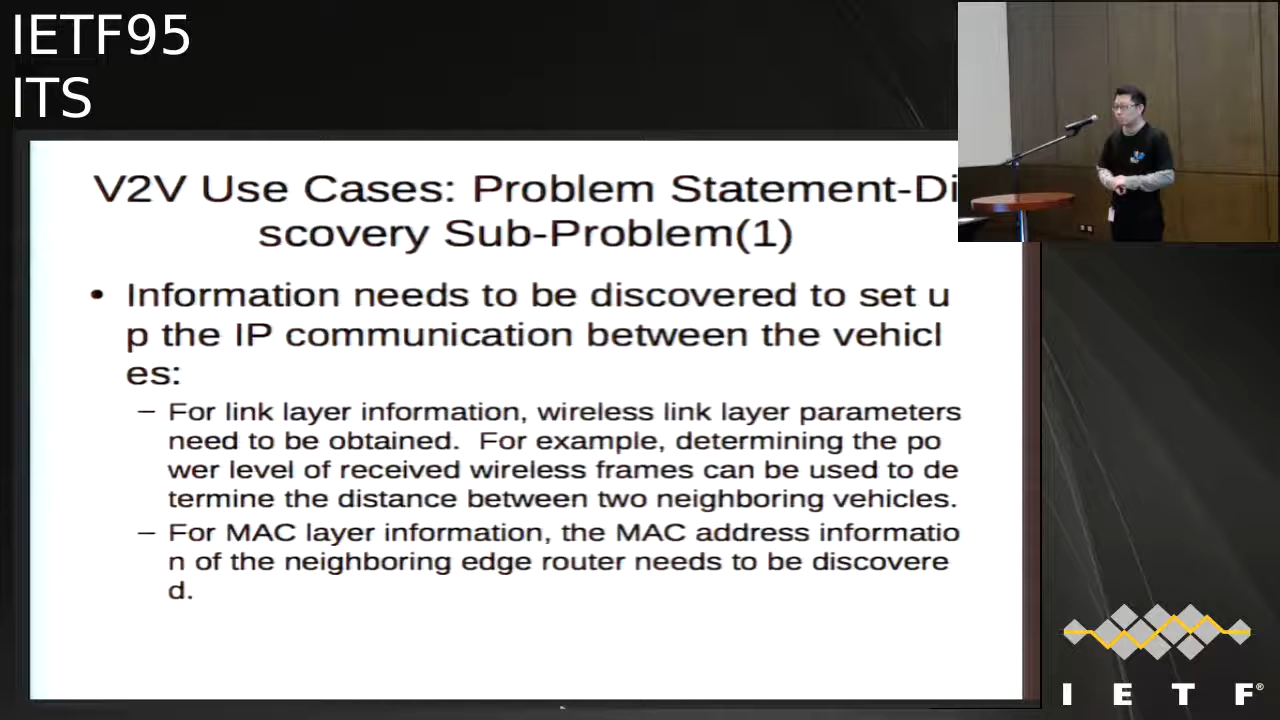 IETF95
ITS
V2V Use Cases: Problem Statement-Di
scovery Sub-Problem(1)
• Information needs to be discovered to set u
p the IP communication between the vehicl
es:
– For link layer information, wireless link layer parameters
need to be obtained.  For example, determining the po
wer level of received wireless frames can be used to de
termine the distance between two neighboring vehicles.
– For MAC layer information, the MAC address informatio
n of the neighboring edge router needs to be discovere
d.
I E T F®